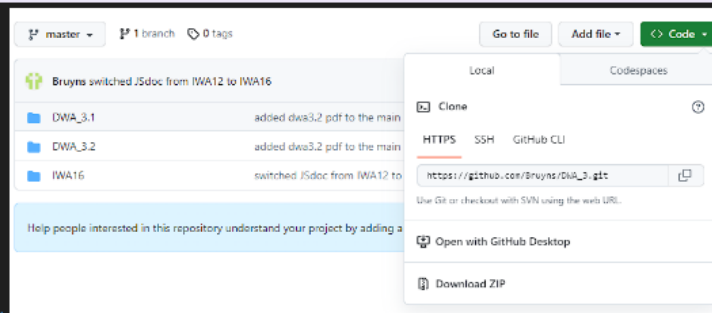 master 1 branch 0 tags Go to file Add file <> Code
Local Codespaces
Bruyns switched JSdoc from IWA12 to IWA16
Clone
DWA_3.1 added dwa3.2 pdf to the main
HTTPS SSH GitHub CLI
DWA_3.2 added dwa3.2 pdf to the main
IWA16 switched JSdoc from IWA12 to
https://github.com/Bruyns/DWA_3.git
Use Git or checkout with SVN using the web URL.
Help people interested in this repository understand your project by adding a
Open with GitHub Desktop
Download ZIP